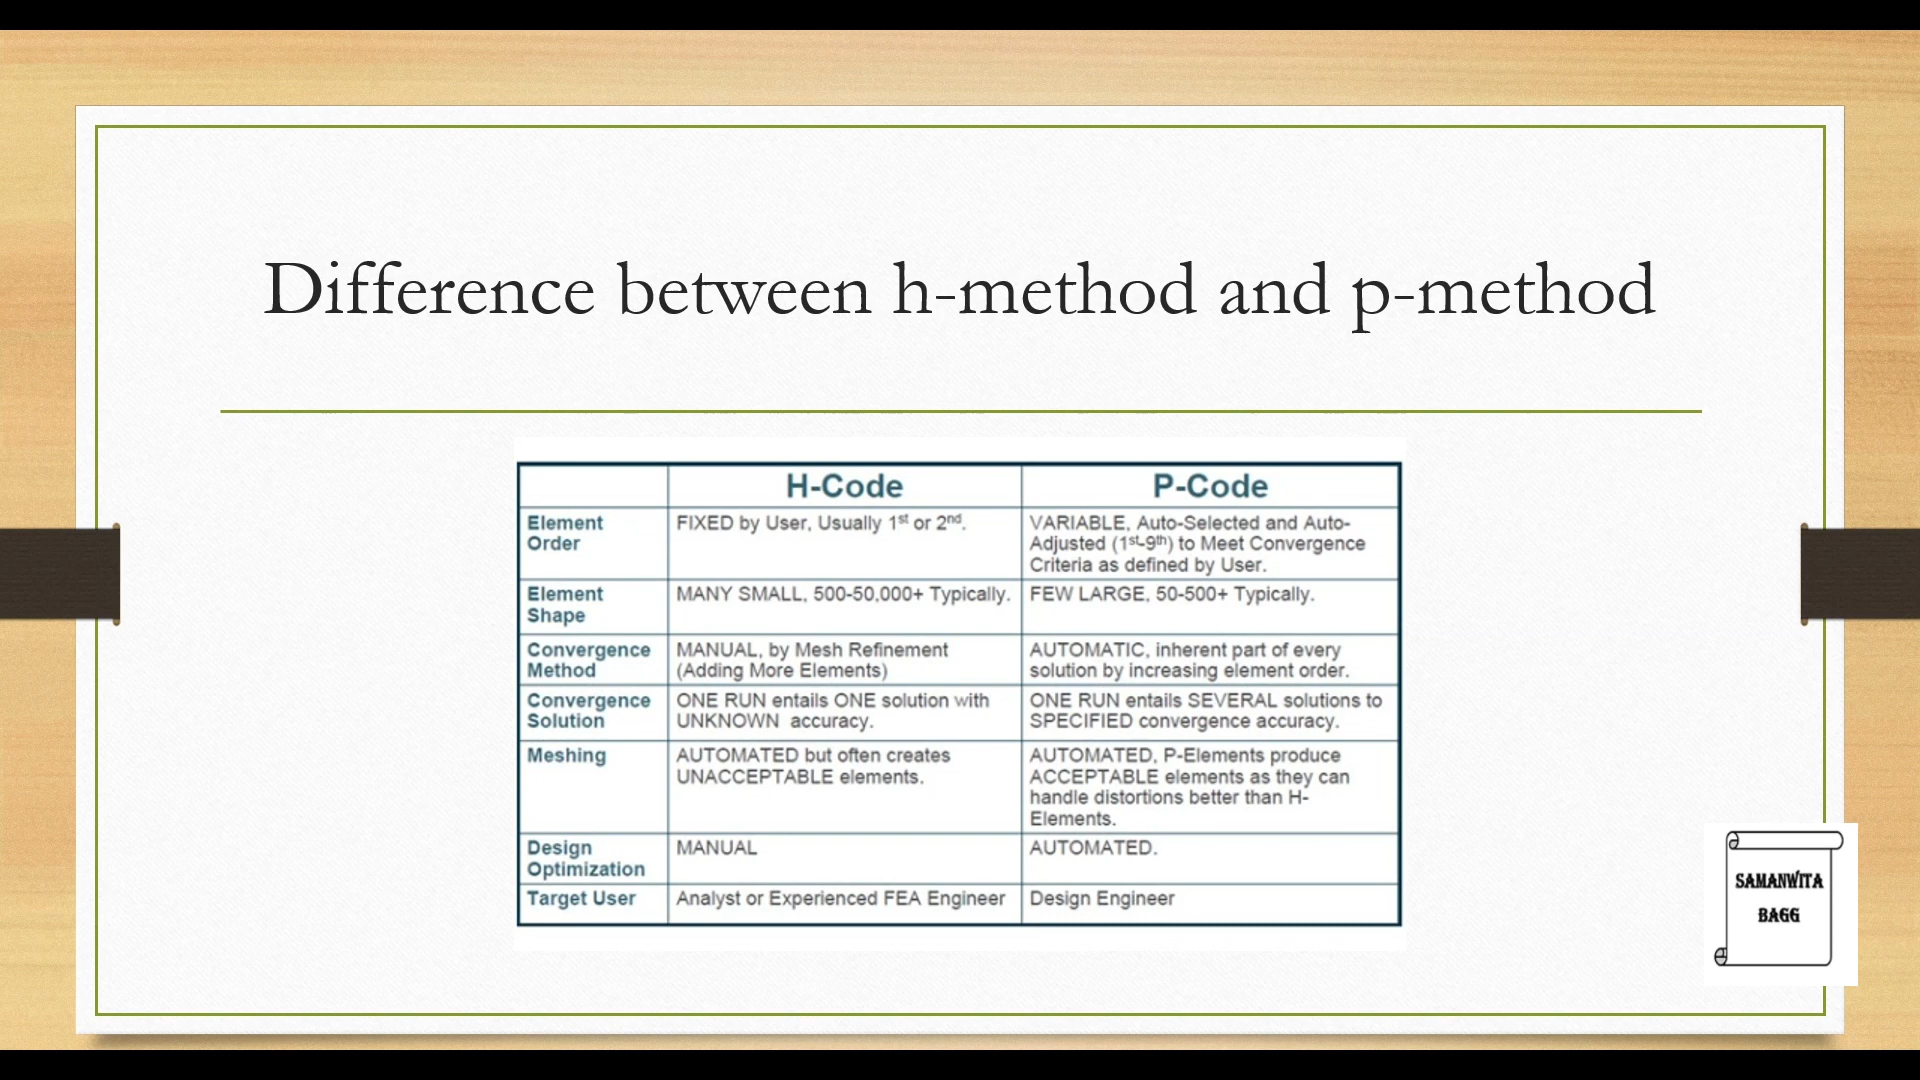 Difference between h-method and p-method
H-Code
P-Code
Element
Order
FIXED by User, Usually 1st or 2nd.
VARIABLE, Auto-Selected and Auto-
Adjusted (1st-9th) to Meet Convergence
Criteria as defined by User.
Element
Shape
MANY SMALL, 500-50,000+ Typically.
FEW LARGE, 50-500+ Typically.
Convergence
Method
MANUAL, by Mesh Refinement
(Adding More Elements)
AUTOMATIC, inherent part of every
solution by increasing element order.
Convergence
Solution
ONE RUN entails ONE solution with
UNKNOWN accuracy.
ONE RUN entails SEVERAL solutions to
SPECIFIED convergence accuracy.
Meshing
AUTOMATED but often creates
UNACCEPTABLE elements.
AUTOMATED, P-Elements produce
ACCEPTABLE elements as they can
handle distortions better than H-
Elements.
Design
Optimization
MANUAL
AUTOMATED.
Target User
Analyst or Experienced FEA Engineer
Design Engineer
SAMANWITA
BAGG